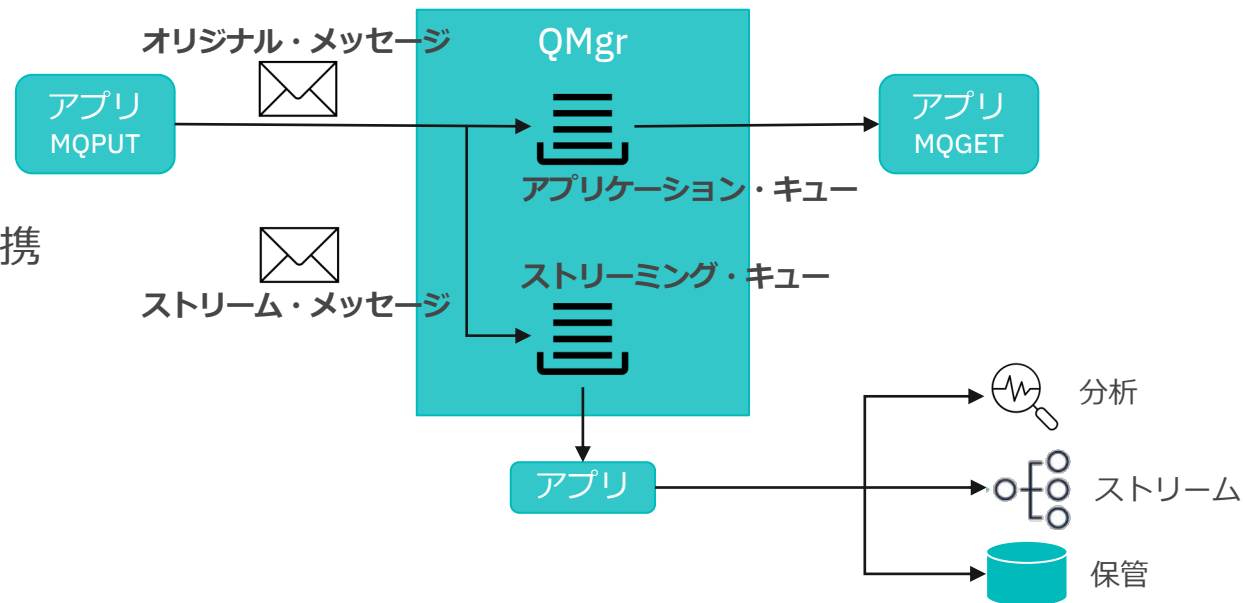 オリジナル・メッセージ
QMgr
アプリ
MQPUT
アプリ
MQGET
アプリケーション・キュー
携
ストリーミング・キュー
ストリーム・メッセージ
分析
アプリ
ストリーム
保管